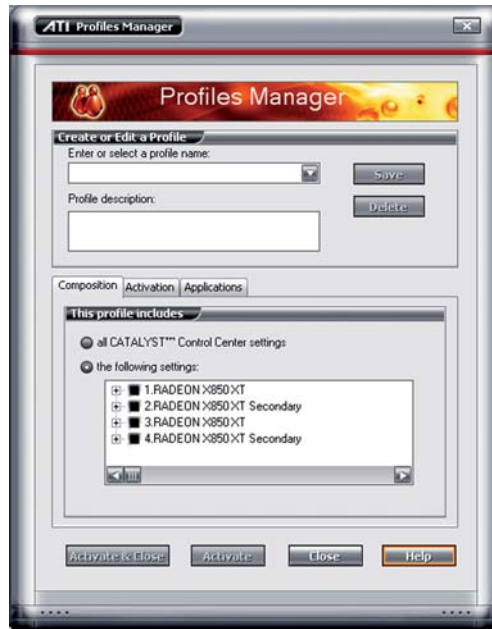 ATI Profiles Manager
Profiles Manager
Create or Edit a Profile
Enter or select a profile name:
Save
Profile description:
Delete
Composition Activation Applications
This profile includes
all CATALYST™ Control Center settings
the following settings:
1.RADEON X850 XT
2.RADEON X850 XT Secondary
3.RADEON X850 XT
4.RADEON X850 XT Secondary
Activate & Close Activate Close Help